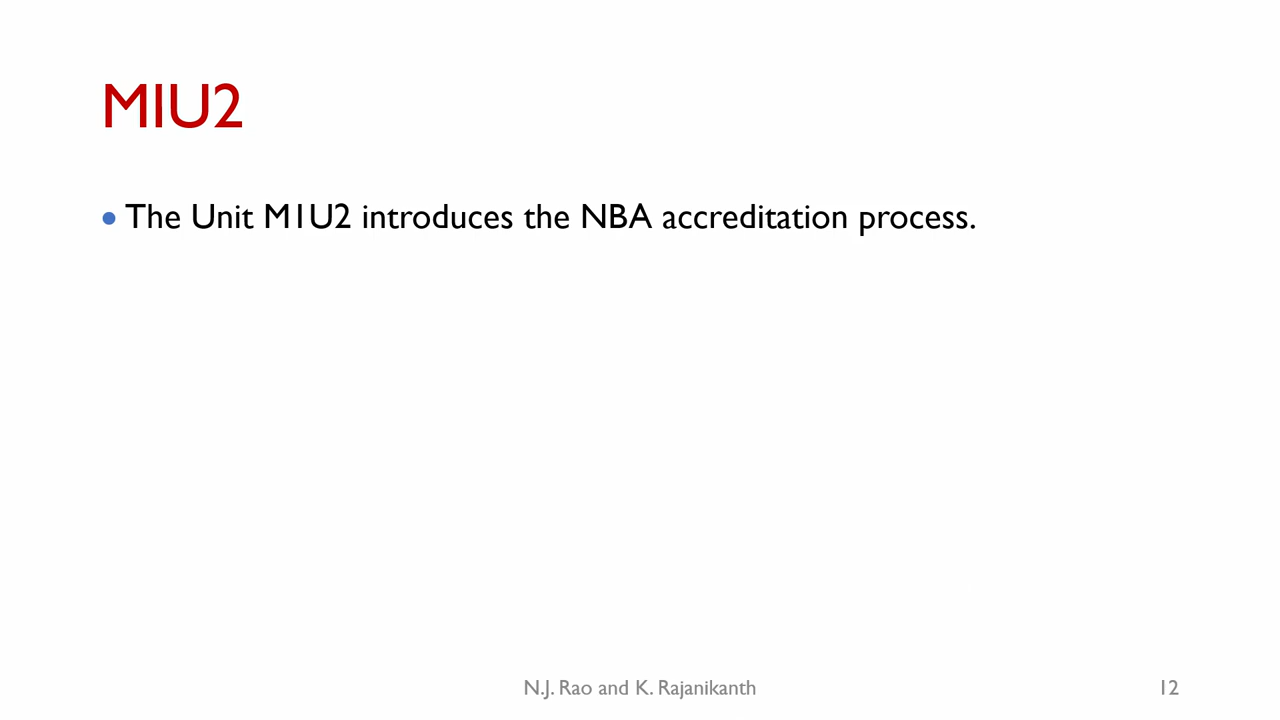 M1U2
The Unit M1U2 introduces the NBA accreditation process.
N.J. Rao and K. Rajanikanth
12